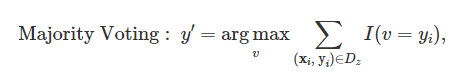 Majority Voting : y′ = arg max_v ∑_{(x_i, y_i)∈D_z} I(v = y_i),